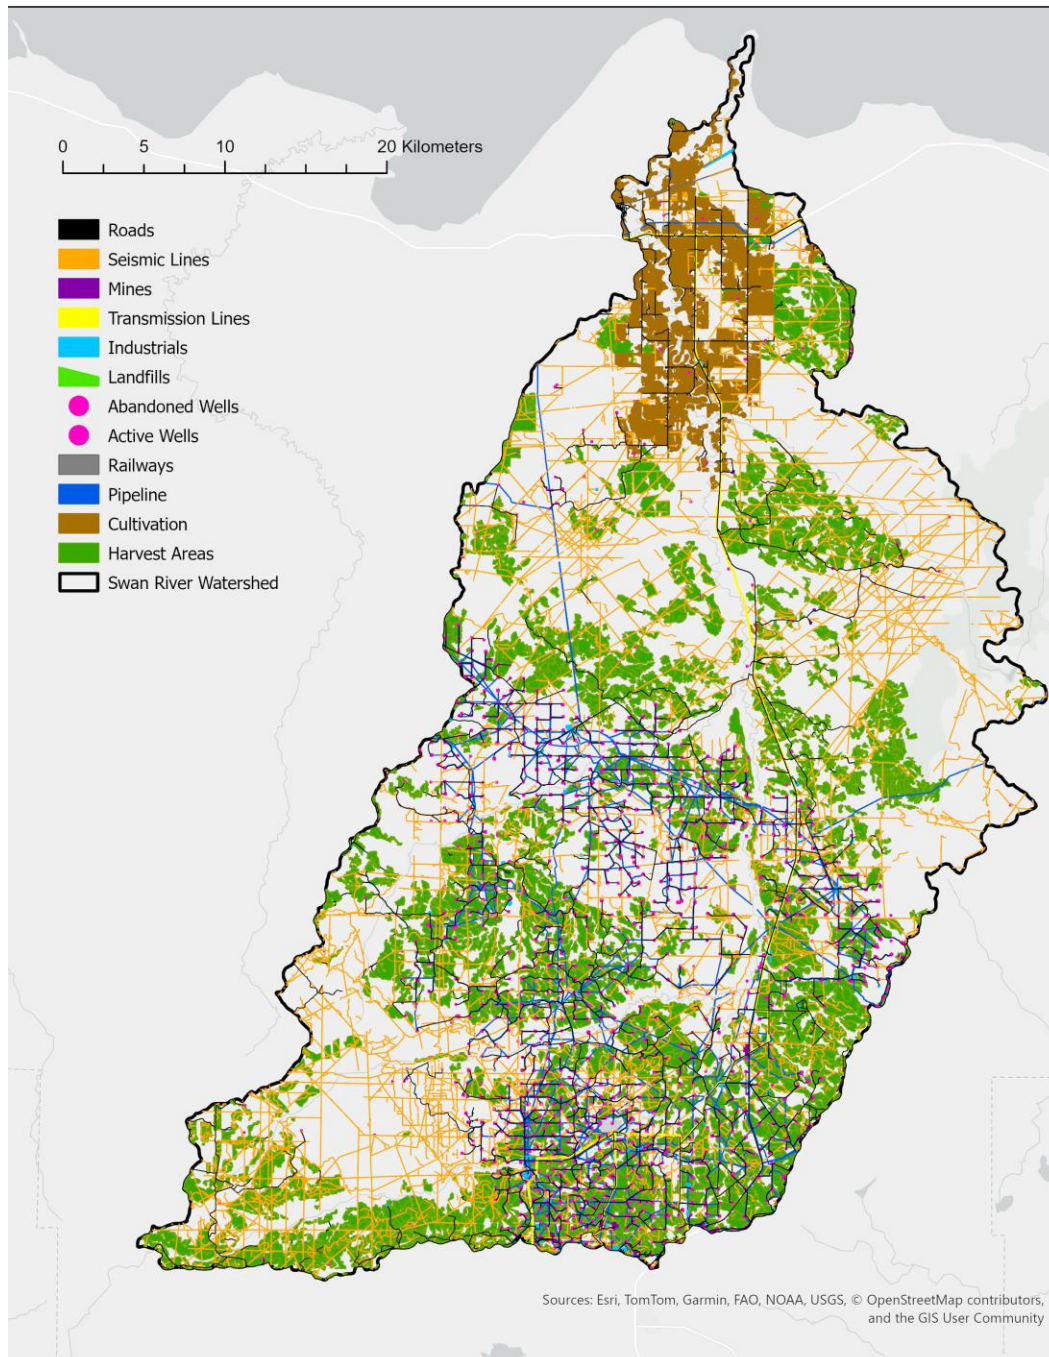 0 5 10 20 Kilometers
Roads
Seismic Lines
Mines
Transmission Lines
Industrials
Landfills
Abandoned Wells
Active Wells
Railways
Pipeline
Cultivation
Harvest Areas
Swan River Watershed
Sources: Esri, TomTom, Garmin, FAO, NOAA, USGS, © OpenStreetMap contributors,
and the GIS User Community